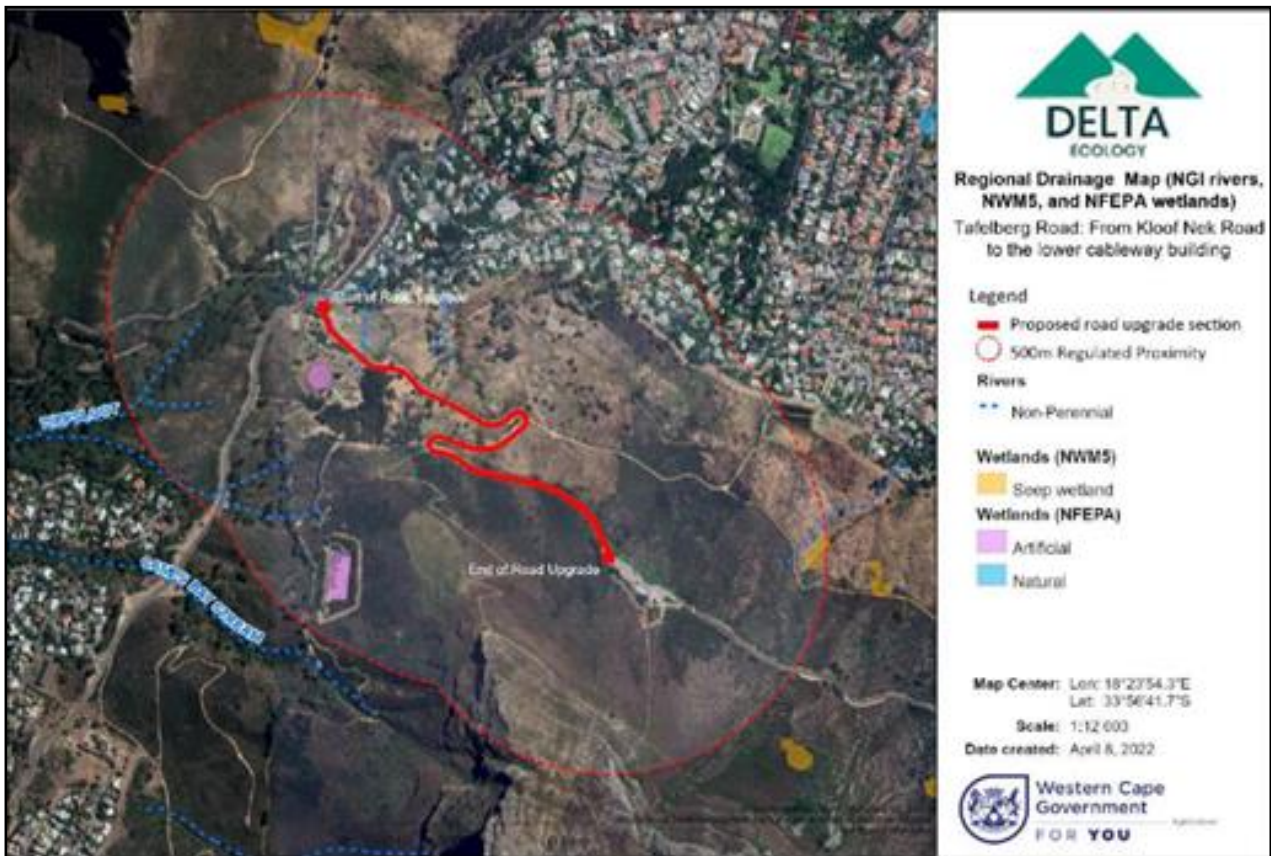 End of Road Upgrade
DELTA
ECOLOGY
Regional Drainage Map (NGI rivers,
NWM5, and NFEPA wetlands)
Tafelberg Road: From Kloof Nek Road
to the lower cableway building
Legend
Proposed road upgrade section
500m Regulated Proximity
Rivers
Non-Perennial
Wetlands (NWM5)
Seep wetland
Wetlands (NFEPA)
Artificial
Natural
Map Center: Lon: 18°23'54.3"E
Lat: 33°56'41.7"S
Scale: 1:12 000
Date created: April 8, 2022
Western Cape
Government
FOR YOU